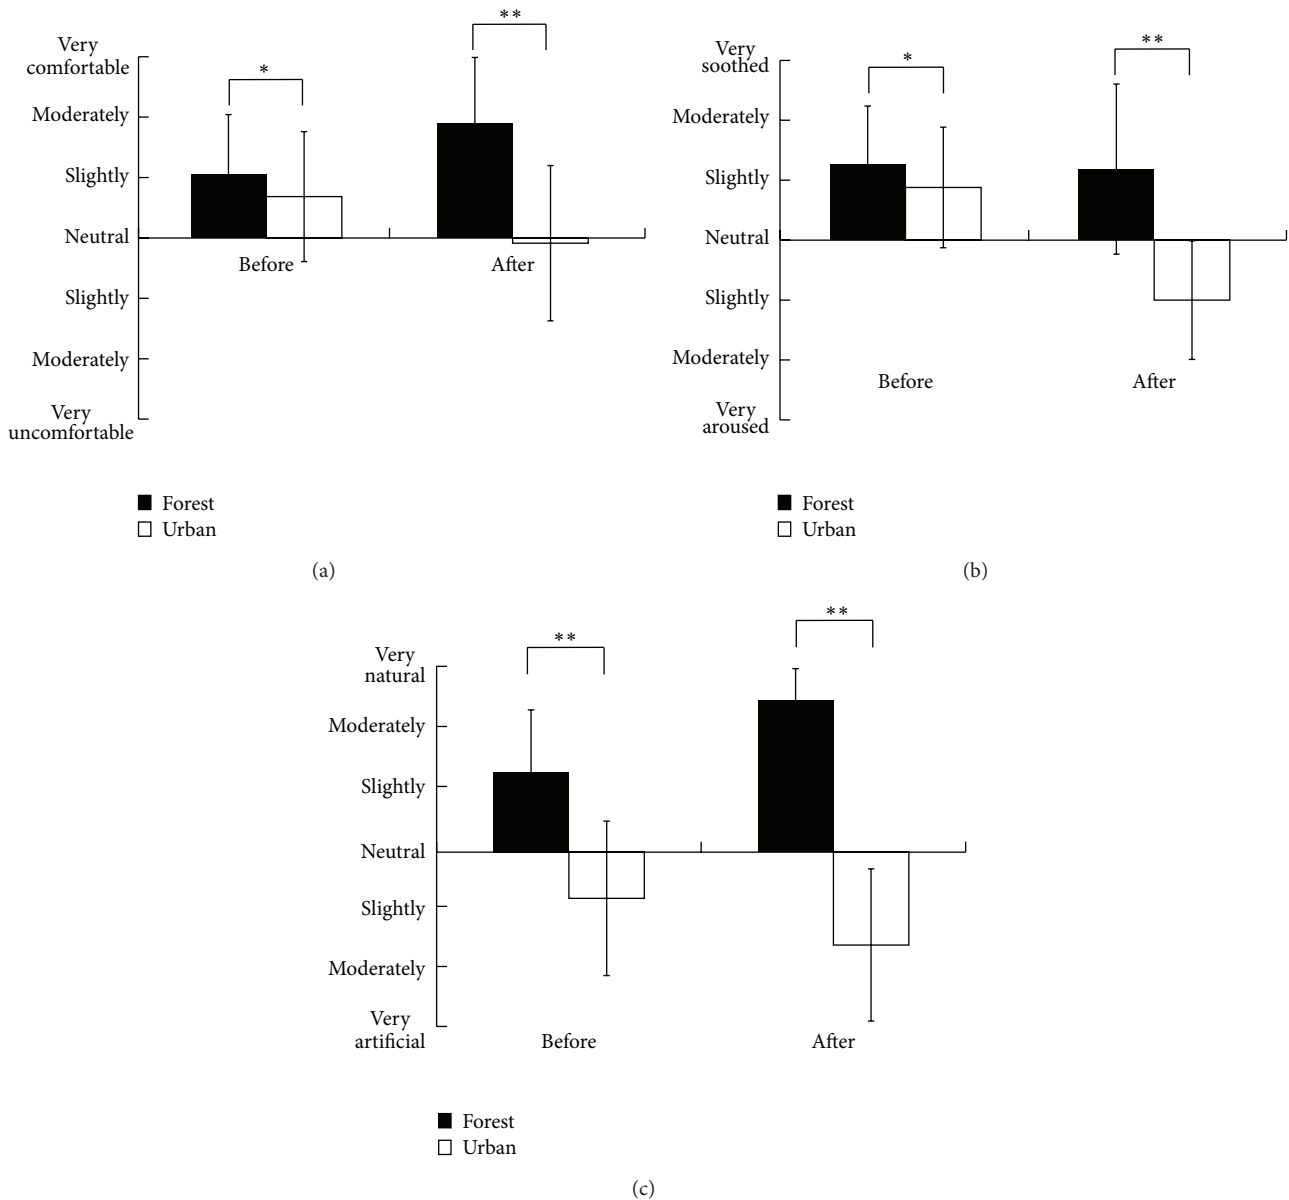 **
Very
comfortable
*
Moderately
Slightly
Neutral
Before
After
Slightly
Moderately
Very
uncomfortable
Forest
Urban
(a)
**
Very
soothed
*
Moderately
Slightly
Neutral
Slightly
Moderately
Before
After
Very
aroused
Forest
Urban
(b)
**
**
Very
natural
Moderately
Slightly
Neutral
Slightly
Moderately
Very
artificial
Before
After
Forest
Urban
(c)